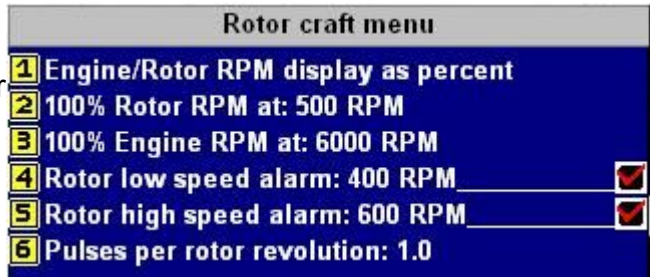 Rotor craft menu
1 Engine/Rotor RPM display as percent
2 100% Rotor RPM at: 500 RPM
3 100% Engine RPM at: 6000 RPM
4 Rotor low speed alarm: 400 RPM
5 Rotor high speed alarm: 600 RPM
6 Pulses per rotor revolution: 1.0